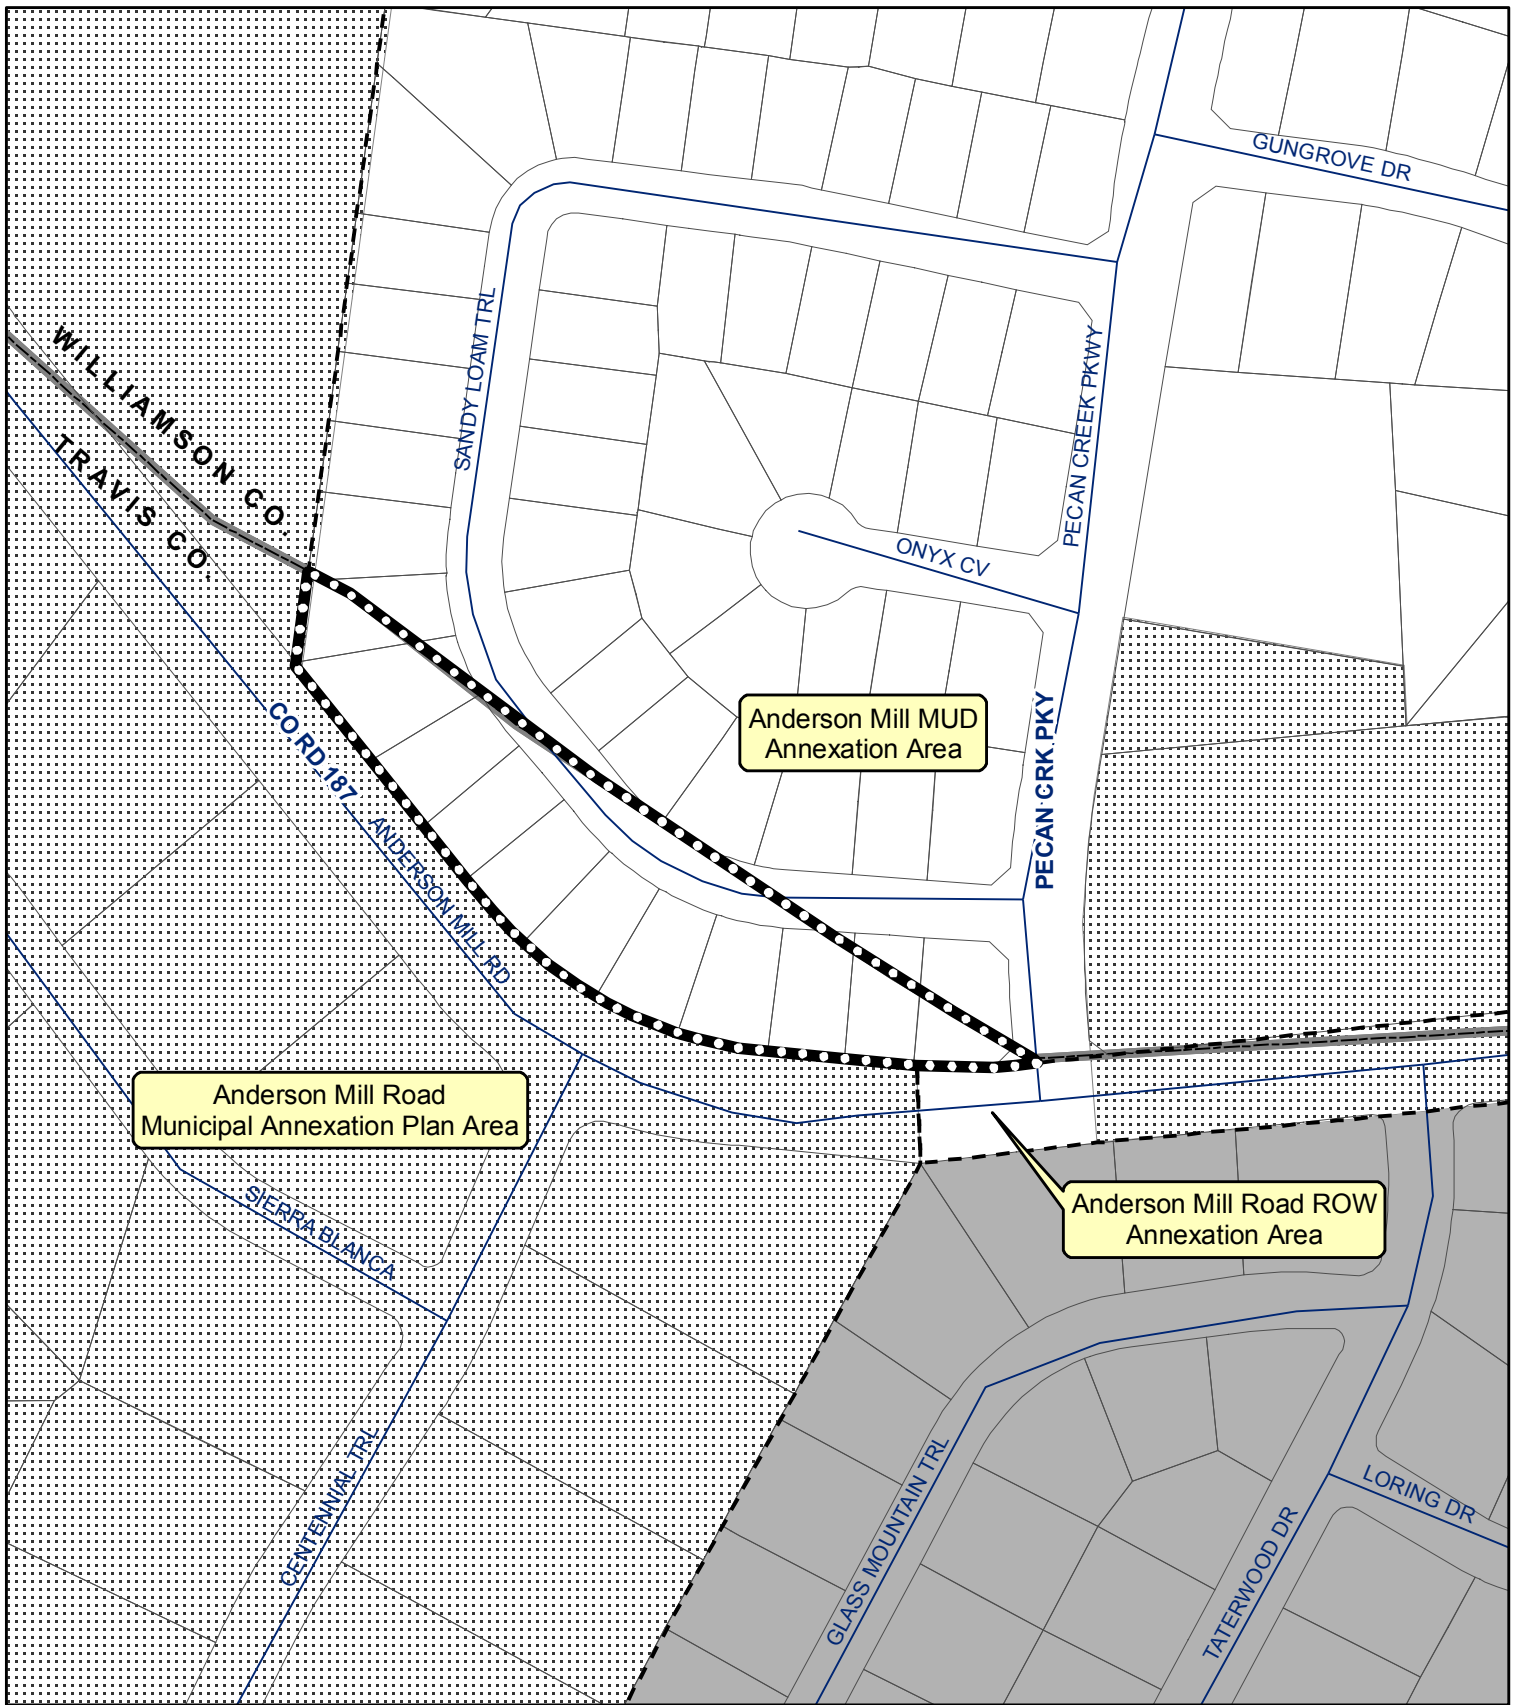 GUNGROVE DR
SANDY LOAM TRL
PECAN CREEK PKWY
WILLIAMSON CO.
TRAVIS CO.
ONYX CV
Anderson Mill MUD
Annexation Area
PECAN CRK PKY
CO RD 187
ANDERSON MILL RD
Anderson Mill Road
Municipal Annexation Plan Area
SIERRA BLANCA
Anderson Mill Road ROW
Annexation Area
CENTENNIAL TRL
GLASS MOUNTAIN TRL
TATERWOOD DR
LORING DR